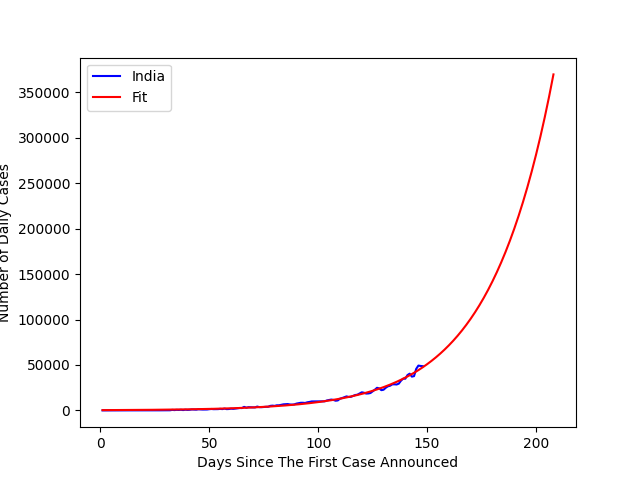 India
Fit
350000
300000
250000
200000
150000
100000
50000
0
Number of Daily Cases
0 50 100 150 200
Days Since The First Case Announced